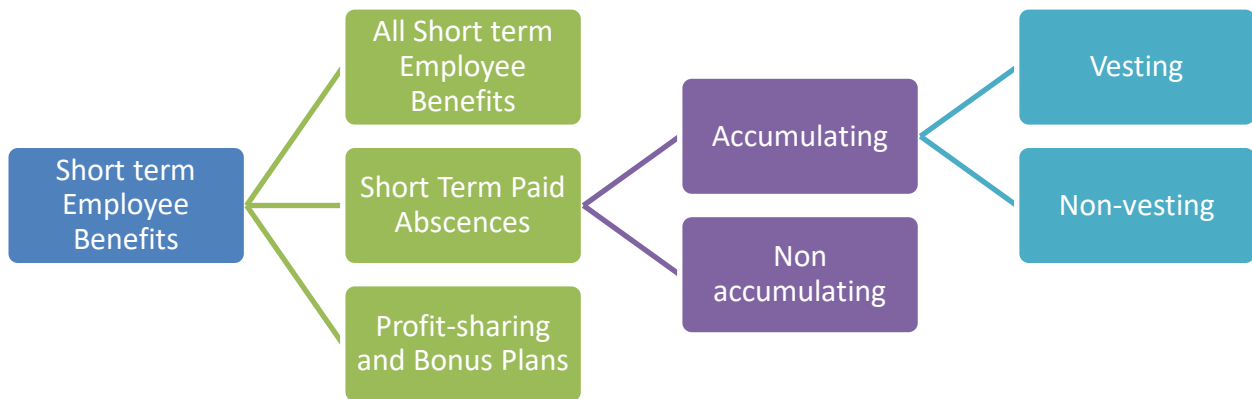 Short term
Employee
Benefits
All Short term
Employee
Benefits
Short Term Paid
Abscences
Profit-sharing
and Bonus Plans
Accumulating
Non
accumulating
Vesting
Non-vesting